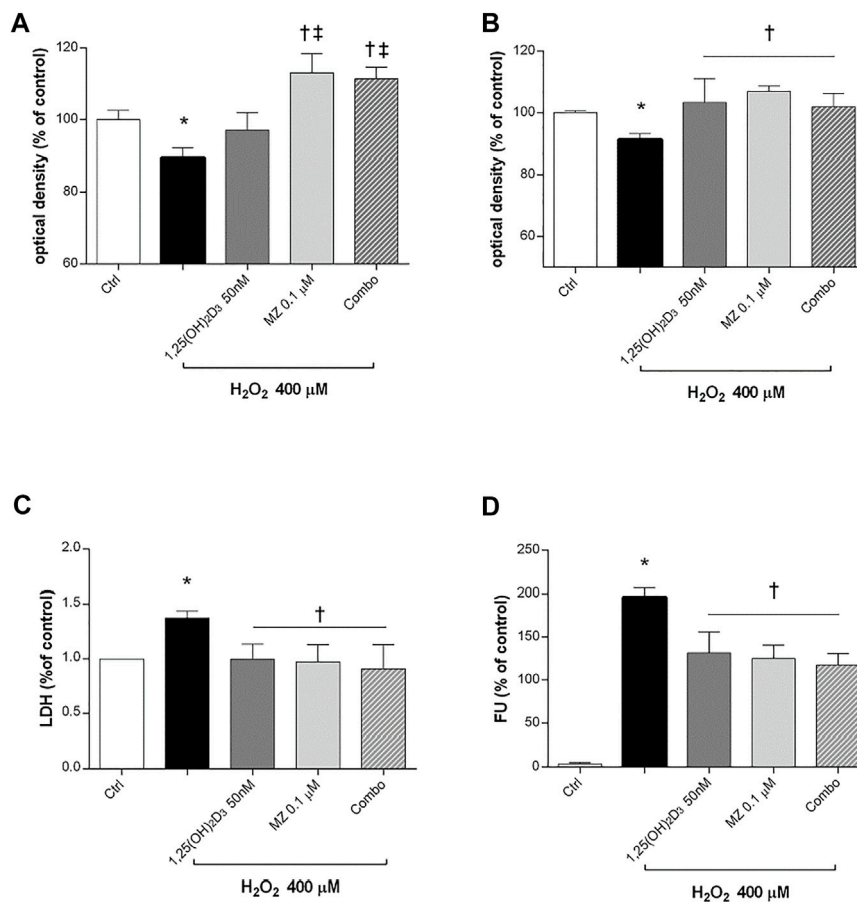 A
optical density (% of control)
120
100
80
60
*
†‡
†‡
Ctrl
1,25(OH)₂D₃ 50nM
MZ 0.1 µM
Combo
H₂O₂ 400 µM
B
optical density (% of control)
120
100
80
60
*
†
Ctrl
1,25(OH)₂D₃ 50nM
MZ 0.1 µM
Combo
H₂O₂ 400 µM
C
LDH (%of control)
2.0
1.5
1.0
0.5
0.0
*
†
Ctrl
1,25(OH)₂D₃ 50nM
MZ 0.1 µM
Combo
H₂O₂ 400 µM
D
FU (% of control)
250
200
150
100
50
0
*
†
Ctrl
1,25(OH)₂D₃ 50nM
MZ 0.1 µM
Combo
H₂O₂ 400 µM